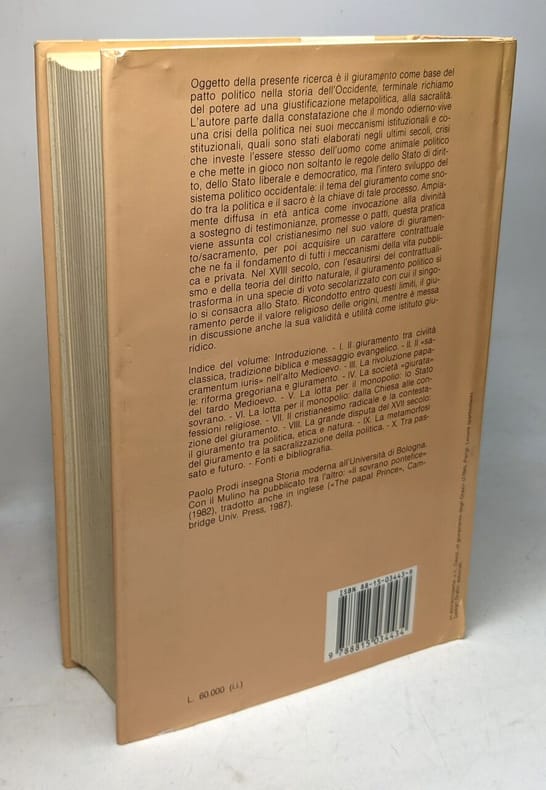 Oggetto della presente ricerca è il giuramento come base del
patto politico nella storia dell'Occidente, terminale richiamo
del potere ad una giustificazione metapolitica, alla sacralità.
L'autore parte dalla constatazione che il mondo odierno vive
una crisi della politica nei suoi meccanismi istituzionali e co-
stituzionali, quali sono stati elaborati negli ultimi secoli, crisi
che investe l'essere stesso dell'uomo come animale politico
e che mette in gioco non soltanto le regole dello Stato di dirit-
to, dello Stato liberale e democratico, ma l'intero sviluppo del
sistema politico occidentale: il tema del giuramento come sno-
do tra la politica e il sacro è la chiave di tale processo. Ampia-
mente diffusa in età antica come invocazione alla divinità
a sostegno di testimonianze, promesse o patti, questa pratica
viene assunta col cristianesimo nel suo valore di giuramen-
to/sacramento, per poi acquisire un carattere contrattuale
che ne fa il fondamento di tutti i meccanismi della vita pubbli-
ca e privata. Nel XVIII secolo, con l'esaurirsi del contrattuali-
smo e della teoria del diritto naturale, il giuramento politico si
trasforma in una specie di voto secolarizzato con cui il singo-
lo si consacra allo Stato. Ricondotto entro questi limiti, il giu-
ramento perde il valore religioso delle origini, mentre è messa
in discussione anche la sua validità e utilità come istituto giu-
ridico.
Indice del volume: Introduzione. - I. Il giuramento tra civiltà
classica, tradizione biblica e messaggio evangelico. - II. Il «sa-
cramentum iuris» nell'alto Medioevo. - III. La rivoluzione papa-
le: riforma gregoriana e giuramento. - IV. La società «giurata»
del tardo Medioevo. - V. La lotta per il monopolio: lo Stato
sovrano. - VI. La lotta per il monopolio: dalla Chiesa alle con-
fessioni religiose. - VII. Il cristianesimo radicale e la contesta-
zione del giuramento. - VIII. La grande disputa del XVII secolo:
il giuramento tra politica, etica e natura. - IX. La metamorfosi
del giuramento e la sacralizzazione della politica. - X. Tra pas-
sato e futuro. - Fonti e bibliografia.
Paolo Prodi insegna Storia moderna all'Università di Bologna.
Con il Mulino ha pubblicato tra l'altro: «Il sovrano pontefice»
(1982), tradotto anche in inglese («The papal Prince», Cam-
bridge Univ. Press, 1987).
ISBN 88-15-03443-8
9 788815 034434
L. 60.000 (i.i.)